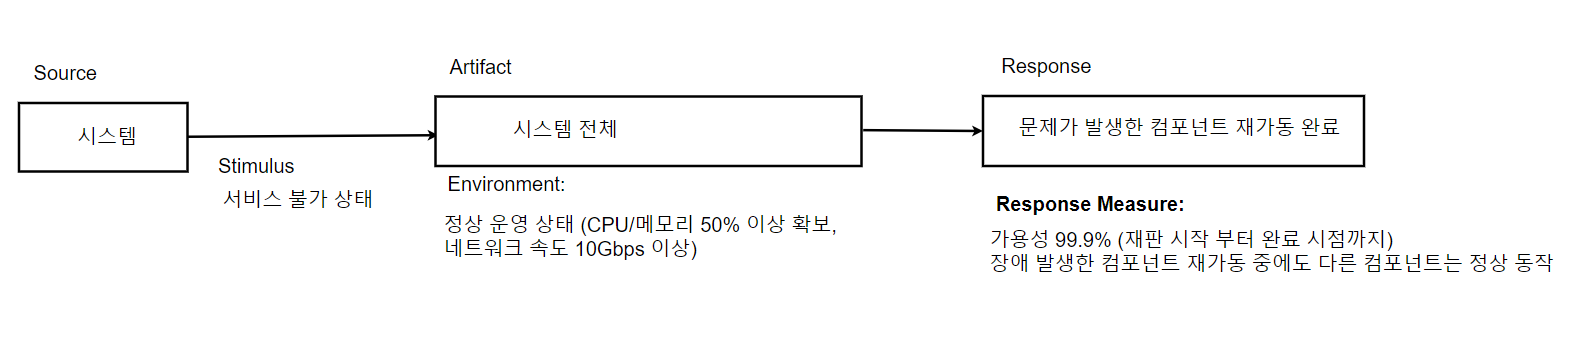 Source
시스템
Stimulus
서비스 불가 상태
Artifact
시스템 전체
Environment:
정상 운영 상태 (CPU/메모리 50% 이상 확보,
네트워크 속도 10Gbps 이상)
Response
문제가 발생한 컴포넌트 재가동 완료
Response Measure:
가용성 99.9% (재판 시작 부터 완료 시점까지)
장애 발생한 컴포넌트 재가동 중에도 다른 컴포넌트는 정상 동작